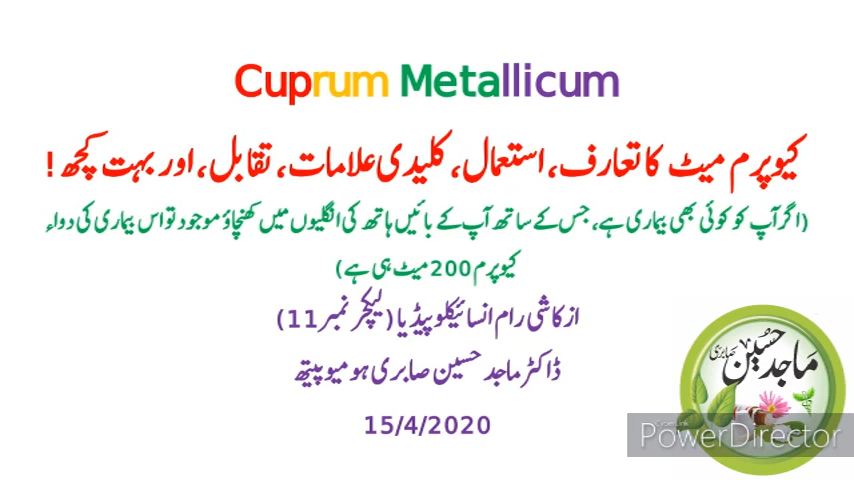 Cuprum Metallicum
کیوپرم میٹ کا تعارف، استعمال، کلیدی علامات، تقابل، اور بہت کچھ !
(اگر آپ کو کوئی بھی بیماری ہے، جس کے ساتھ آپ کے بائیں ہاتھ کی انگلیوں میں کھنچاؤ موجود تو اس بیماری کی دواء
کیوپرم 200 میٹ ہی ہے)
از کاشی رام انسائیکلوپیڈیا (لیکچر نمبر 11)
ڈاکٹر ماجد حسین صابری ہومیوپیتھ
15/4/2020
ماجد حسین صابری
CyberLink
PowerDirector